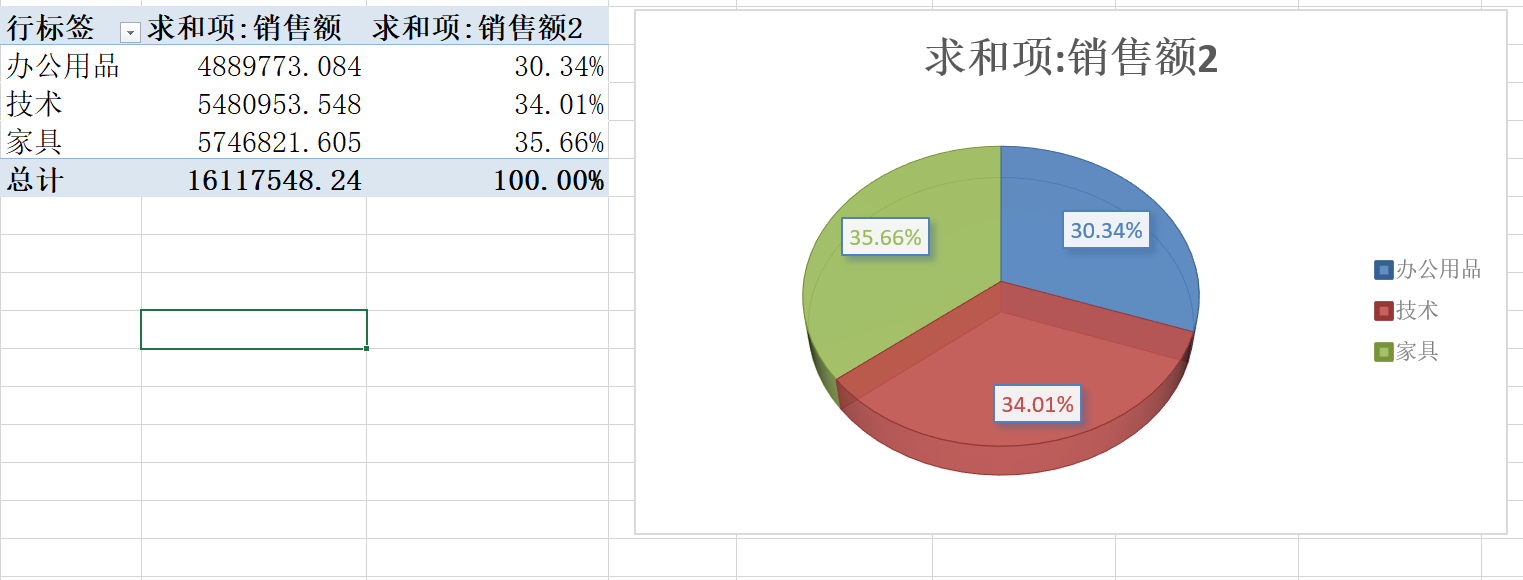 行标签 求和项:销售额 求和项:销售额2
办公用品 4889773.084 30.34%
技术 5480953.548 34.01%
家具 5746821.605 35.66%
总计 16117548.24 100.00%
求和项:销售额2
35.66%
30.34%
34.01%
办公用品
技术
家具